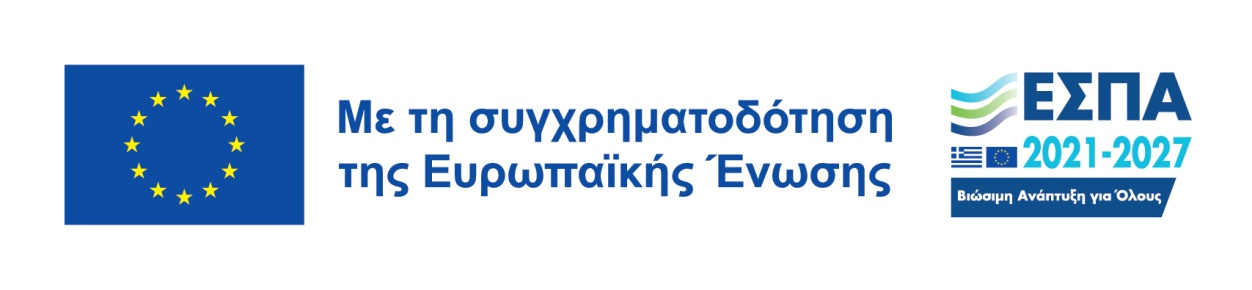 Με τη συγχρηματοδότηση
της Ευρωπαϊκής Ένωσης
ΕΣΠΑ
2021-2027
Βιώσιμη Ανάπτυξη για Όλους